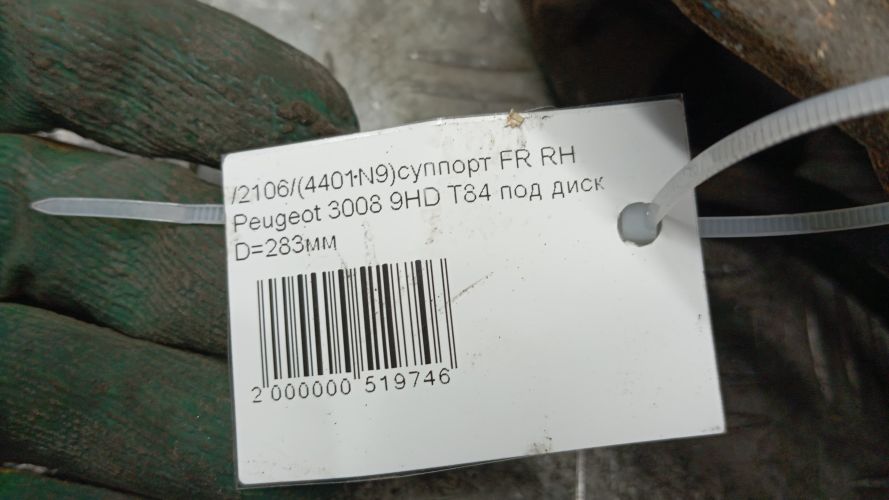 /2106/(4401-N9)суппорт FR RH
Peugeot 3008 9HD T84 под диск
D=283мм
2 000000 519746